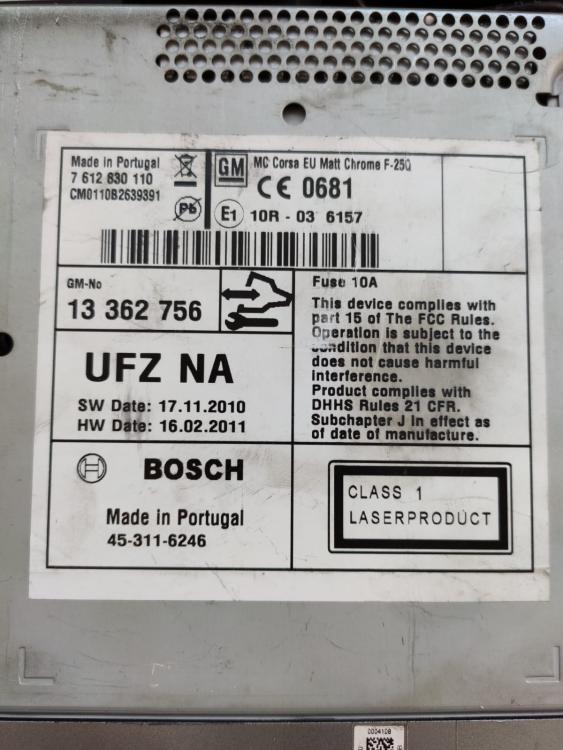 Made in Portugal
7 612 830 110
CM0110B2639391
Pb
GM
MC Corsa EU Matt Chrome F-250
CE 0681
E1 10R - 03 6157
GM-No
13 362 756
UFZ NA
SW Date: 17.11.2010
HW Date: 16.02.2011
Fuse 10A
This device complies with
part 15 of The FCC Rules.
Operation is subject to the
condition that this device
does not cause harmful
interference.
Product complies with
DHHS Rules 21 CFR.
Subchapter J in effect as
of date of manufacture.
BOSCH
Made in Portugal
45-311-6246
CLASS 1
LASERPRODUCT
0004108